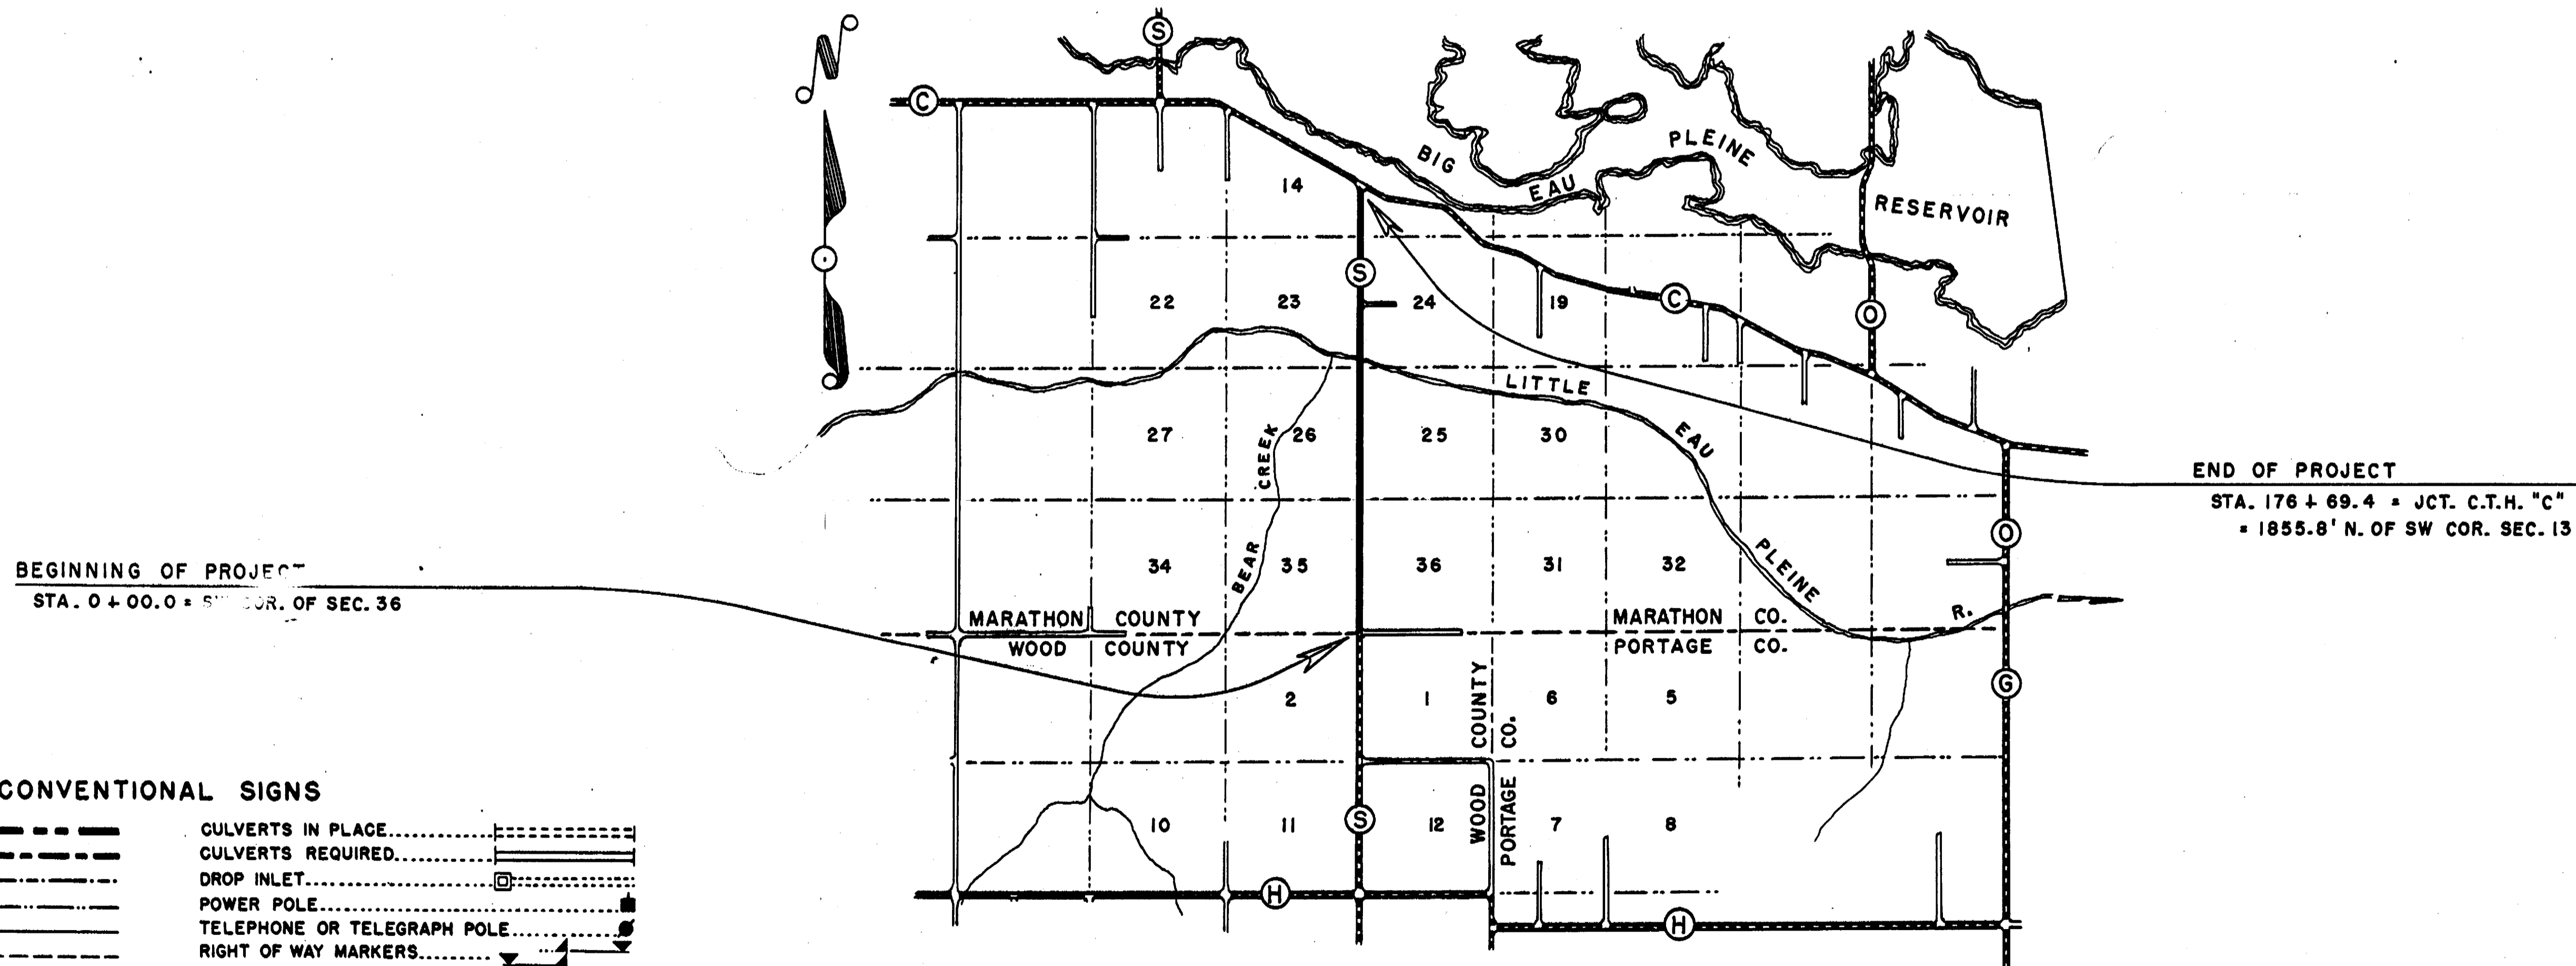 N
S
C
14
BIG EAU PLEINE RESERVOIR
S
22
23
24
19
C
O
LITTLE EAU PLEINE R.
27
26
25
30
BEAR CREEK
END OF PROJECT
STA. 176+69.4 = JCT. C.T.H. "C"
= 1855.8' N. OF SW COR. SEC. 13
O
34
35
36
31
32
BEGINNING OF PROJECT
STA. 0+00.0 = SW COR. OF SEC. 36
MARATHON COUNTY
WOOD COUNTY
MARATHON CO.
PORTAGE CO.
2
1
6
5
G
WOOD COUNTY
PORTAGE CO.
10
11
S
12
7
8
H
H
CONVENTIONAL SIGNS
CULVERTS IN PLACE
CULVERTS REQUIRED
DROP INLET
POWER POLE
TELEPHONE OR TELEGRAPH POLE
RIGHT OF WAY MARKERS